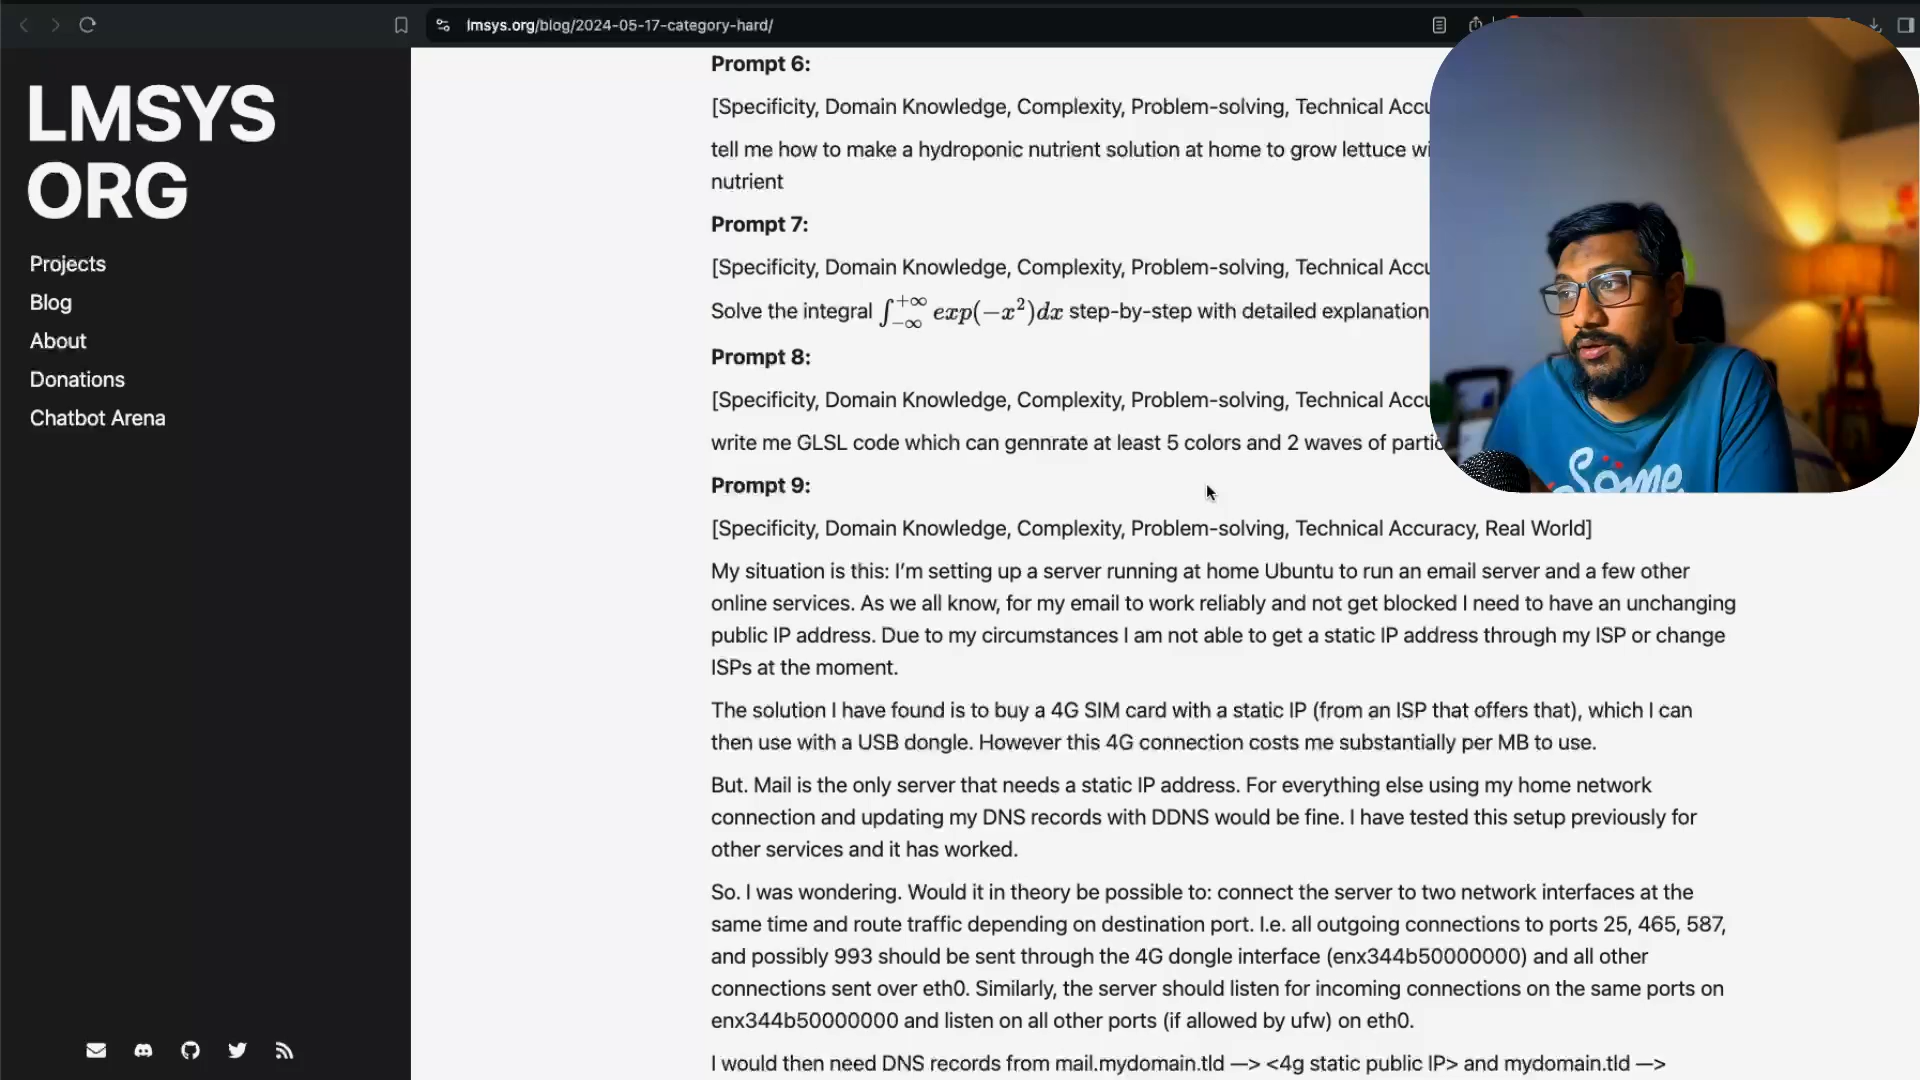 lmsys.org/blog/2024-05-17-category-hard/
LMSYS
ORG
Projects
Blog
About
Donations
Chatbot Arena
Prompt 6:
[Specificity, Domain Knowledge, Complexity, Problem-solving, Technical
tell me how to make a hydroponic nutrient solution at home to grow lettuce
nutrient
Prompt 7:
[Specificity, Domain Knowledge, Complexity, Problem-solving, Technical
Solve the integral ∫_{-∞}^{+∞} exp(−x²)dx step-by-step with detailed explanation
Prompt 8:
[Specificity, Domain Knowledge, Complexity, Problem-solving, Technical
write me GLSL code which can gennrate at least 5 colors and 2 waves of
Prompt 9:
[Specificity, Domain Knowledge, Complexity, Problem-solving, Technical Accuracy, Real World]
My situation is this: I’m setting up a server running at home Ubuntu to run an email server and a few other
online services. As we all know, for my email to work reliably and not get blocked I need to have an unchanging
public IP address. Due to my circumstances I am not able to get a static IP address through my ISP or change
ISPs at the moment.
The solution I have found is to buy a 4G SIM card with a static IP (from an ISP that offers that), which I can
then use with a USB dongle. However this 4G connection costs me substantially per MB to use.
But. Mail is the only server that needs a static IP address. For everything else using my home network
connection and updating my DNS records with DDNS would be fine. I have tested this setup previously for
other services and it has worked.
So. I was wondering. Would it in theory be possible to: connect the server to two network interfaces at the
same time and route traffic depending on destination port. I.e. all outgoing connections to ports 25, 465, 587,
and possibly 993 should be sent through the 4G dongle interface (enx344b50000000) and all other
connections sent over eth0. Similarly, the server should listen for incoming connections on the same ports on
enx344b50000000 and listen on all other ports (if allowed by ufw) on eth0.
I would then need DNS records from mail.mydomain.tld —> <4g static public IP> and mydomain.tld —>
Some